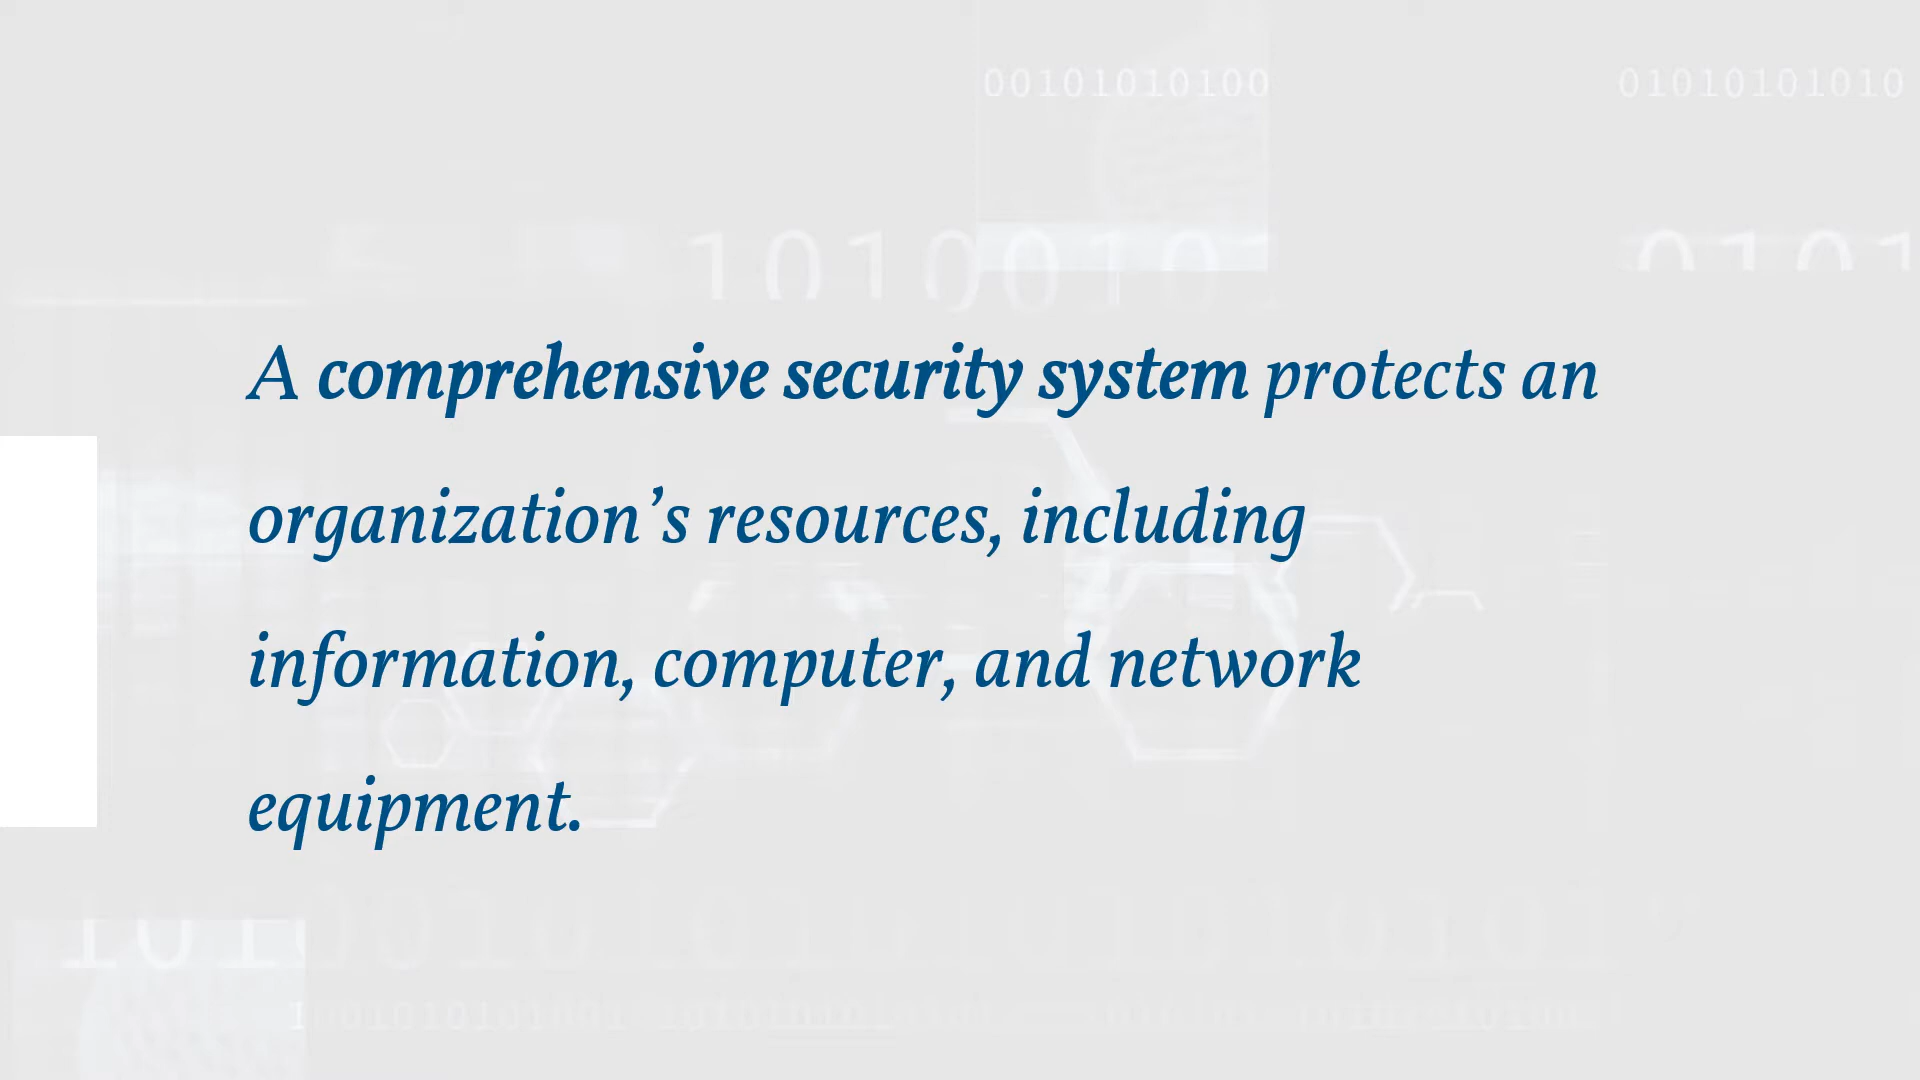 00101010100 01010101010
A comprehensive security system protects an
organization’s resources, including
information, computer, and network
equipment.